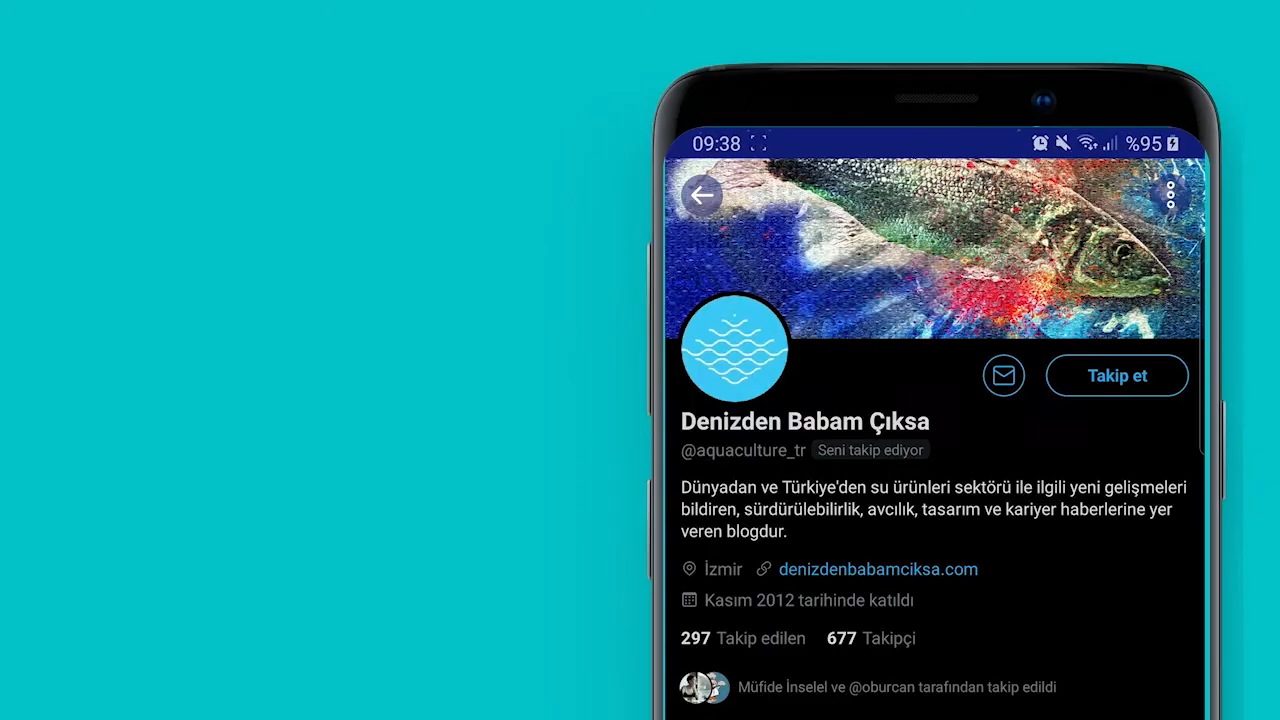 09:38 %95
Takip et
Denizden Babam Çıksa
@aquaculture_tr Seni takip ediyor
Dünyadan ve Türkiye'den su ürünleri sektörü ile ilgili yeni gelişmeleri
bildiren, sürdürülebilirlik, avcılık, tasarım ve kariyer haberlerine yer
veren blogdur.
İzmir denizdenbabamciksa.com
Kasım 2012 tarihinde katıldı
297 Takip edilen 677 Takipçi
Müfide İnselel ve @oburcan tarafından takip edildi